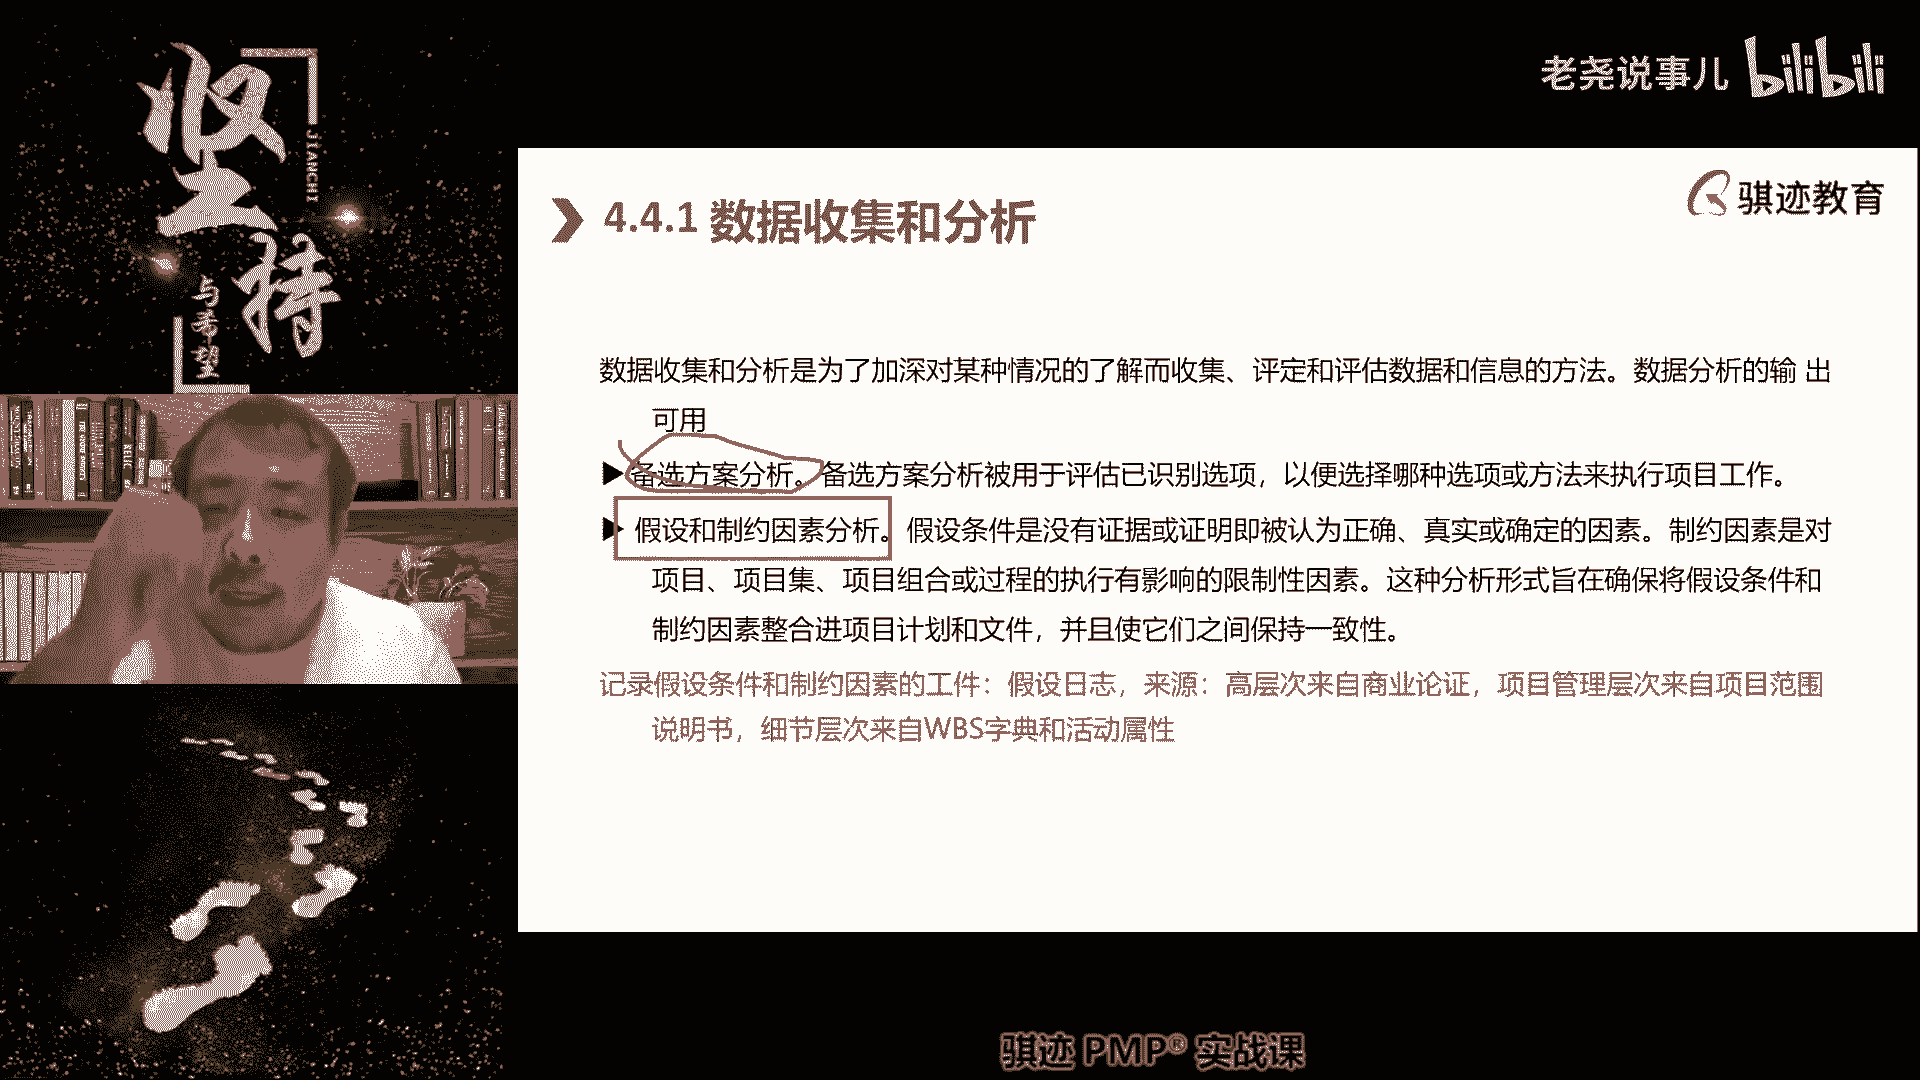 坚持
JIANCHI
与希望
老尧说事儿 bilibili
骐迹教育
4.4.1 数据收集和分析
数据收集和分析是为了加深对某种情况的了解而收集、评定和评估数据和信息的方法。数据分析的输 出
可用
备选方案分析。备选方案分析被用于评估已识别选项，以便选择哪种选项或方法来执行项目工作。
假设和制约因素分析。假设条件是没有证据或证明即被认为正确、真实或确定的因素。制约因素是对
项目、项目集、项目组合或过程的执行有影响的限制性因素。这种分析形式旨在确保将假设条件和
制约因素整合进项目计划和文件，并且使它们之间保持一致性。
记录假设条件和制约因素的工件：假设日志，来源：高层次来自商业论证，项目管理层次来自项目范围
说明书，细节层次来自WBS字典和活动属性
骐迹 PMP® 实战课